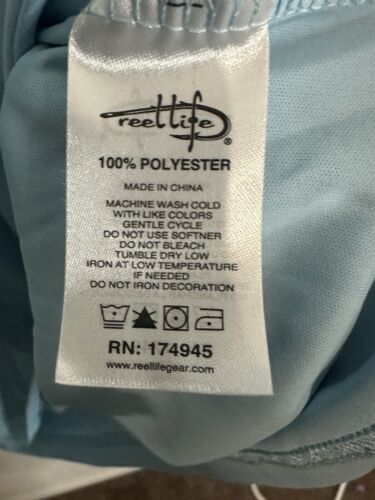 reel life
®
100% POLYESTER
MADE IN CHINA
MACHINE WASH COLD
WITH LIKE COLORS
GENTLE CYCLE
DO NOT USE SOFTNER
DO NOT BLEACH
TUMBLE DRY LOW
IRON AT LOW TEMPERATURE
IF NEEDED
DO NOT IRON DECORATION
RN: 174945
www.reellifegear.com